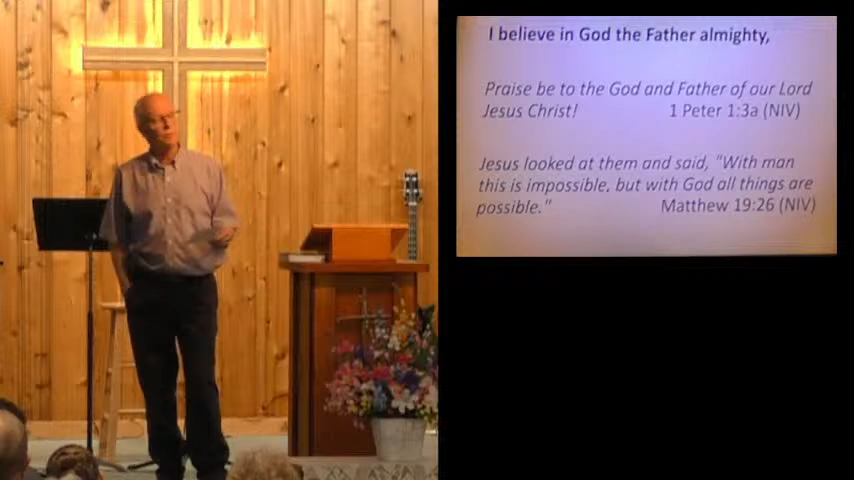 I believe in God the Father almighty,
Praise be to the God and Father of our Lord
Jesus Christ! 1 Peter 1:3a (NIV)
Jesus looked at them and said, "With man
this is impossible, but with God all things are
possible." Matthew 19:26 (NIV)